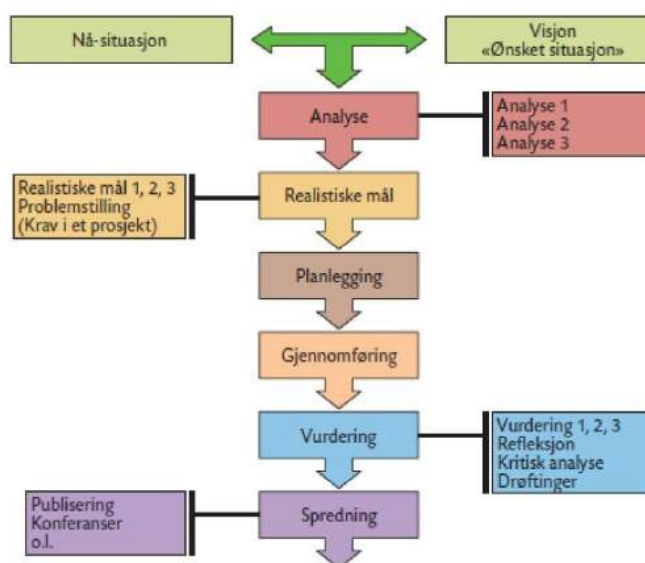 Nå-situasjon
Visjon
«Ønsket situasjon»
Analyse
Analyse 1
Analyse 2
Analyse 3
Realistiske mål 1, 2, 3
Problemstilling
(Krav i et prosjekt)
Realistiske mål
Planlegging
Gjennomføring
Vurdering
Vurdering 1, 2, 3
Refleksjon
Kritisk analyse
Drøftinger
Publisering
Konferanser
o.l.
Spredning